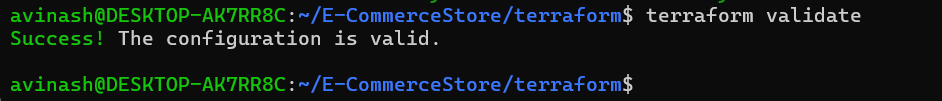 avinash@DESKTOP-AK7RR8C:~/E-CommerceStore/terraform$ terraform validate
Success! The configuration is valid.
avinash@DESKTOP-AK7RR8C:~/E-CommerceStore/terraform$